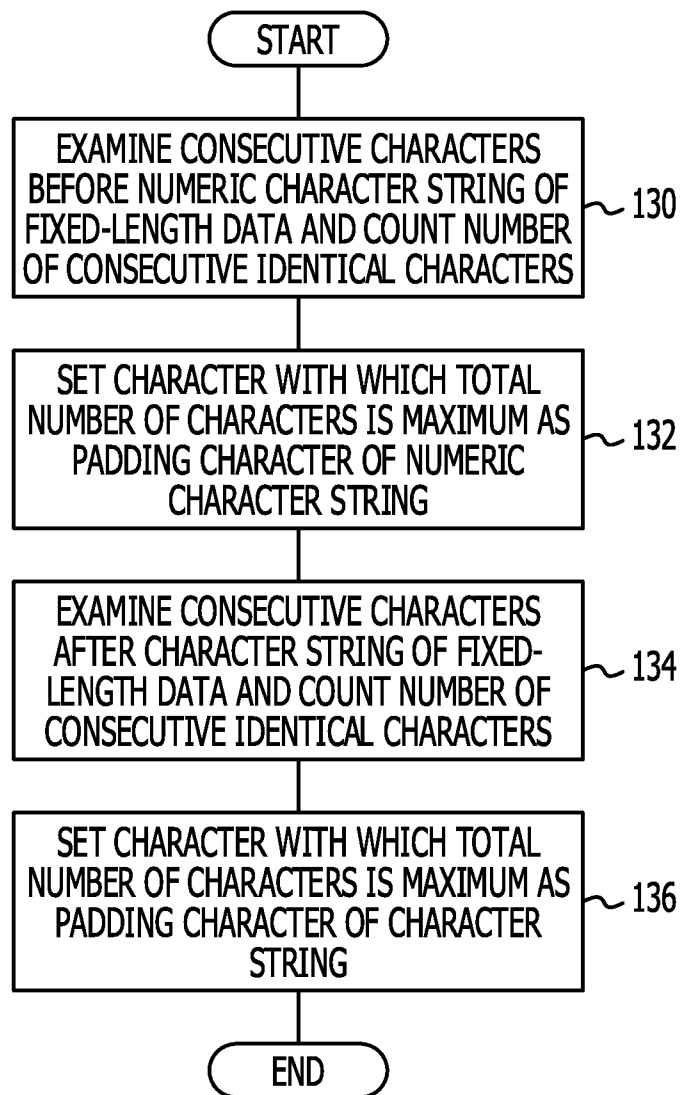 START
EXAMINE CONSECUTIVE CHARACTERS
BEFORE NUMERIC CHARACTER STRING OF
FIXED-LENGTH DATA AND COUNT NUMBER
OF CONSECUTIVE IDENTICAL CHARACTERS
130
SET CHARACTER WITH WHICH TOTAL
NUMBER OF CHARACTERS IS MAXIMUM AS
PADDING CHARACTER OF NUMERIC
CHARACTER STRING
132
EXAMINE CONSECUTIVE CHARACTERS
AFTER CHARACTER STRING OF FIXED-
LENGTH DATA AND COUNT NUMBER OF
CONSECUTIVE IDENTICAL CHARACTERS
134
SET CHARACTER WITH WHICH TOTAL
NUMBER OF CHARACTERS IS MAXIMUM AS
PADDING CHARACTER OF CHARACTER
STRING
136
END